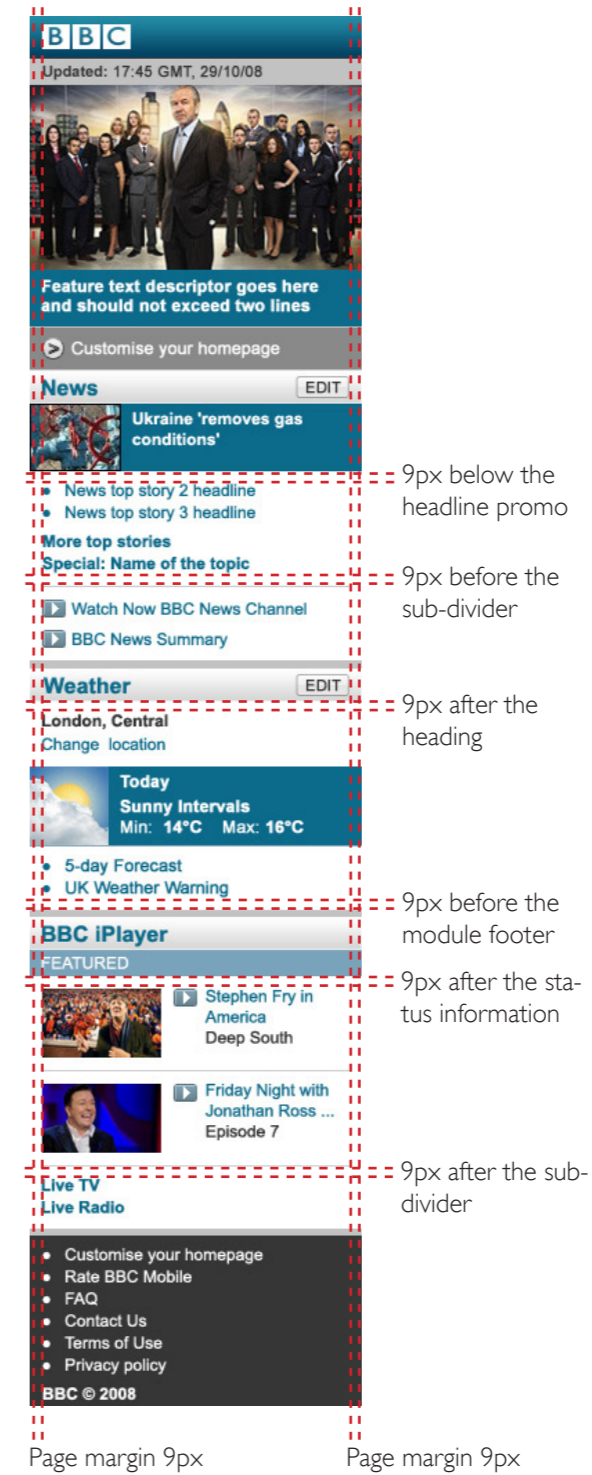 BBC
Updated: 17:45 GMT, 29/10/08
Feature text descriptor goes here
and should not exceed two lines
Customise your homepage
News EDIT
Ukraine 'removes gas
conditions'
9px below the
headline promo
• News top story 2 headline
• News top story 3 headline
More top stories
Special: Name of the topic
9px before the
sub-divider
Watch Now BBC News Channel
BBC News Summary
Weather EDIT
9px after the
heading
London, Central
Change location
Today
Sunny Intervals
Min: 14°C Max: 16°C
• 5-day Forecast
• UK Weather Warning
9px before the
module footer
BBC iPlayer
FEATURED
9px after the sta-
tus information
Stephen Fry in
America
Deep South
Friday Night with
Jonathan Ross ...
Episode 7
9px after the sub-
divider
Live TV
Live Radio
• Customise your homepage
• Rate BBC Mobile
• FAQ
• Contact Us
• Terms of Use
• Privacy policy
BBC © 2008
Page margin 9px Page margin 9px